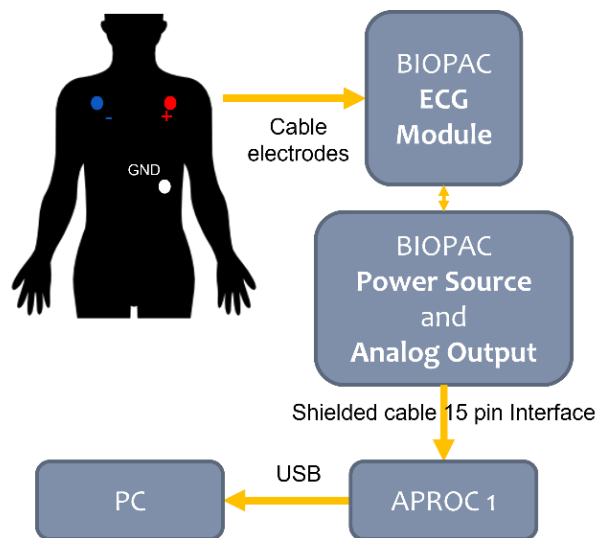 -
+
GND
Cable
electrodes
BIOPAC
ECG
Module
BIOPAC
Power Source
and
Analog Output
Shielded cable 15 pin Interface
PC
USB
APROC 1